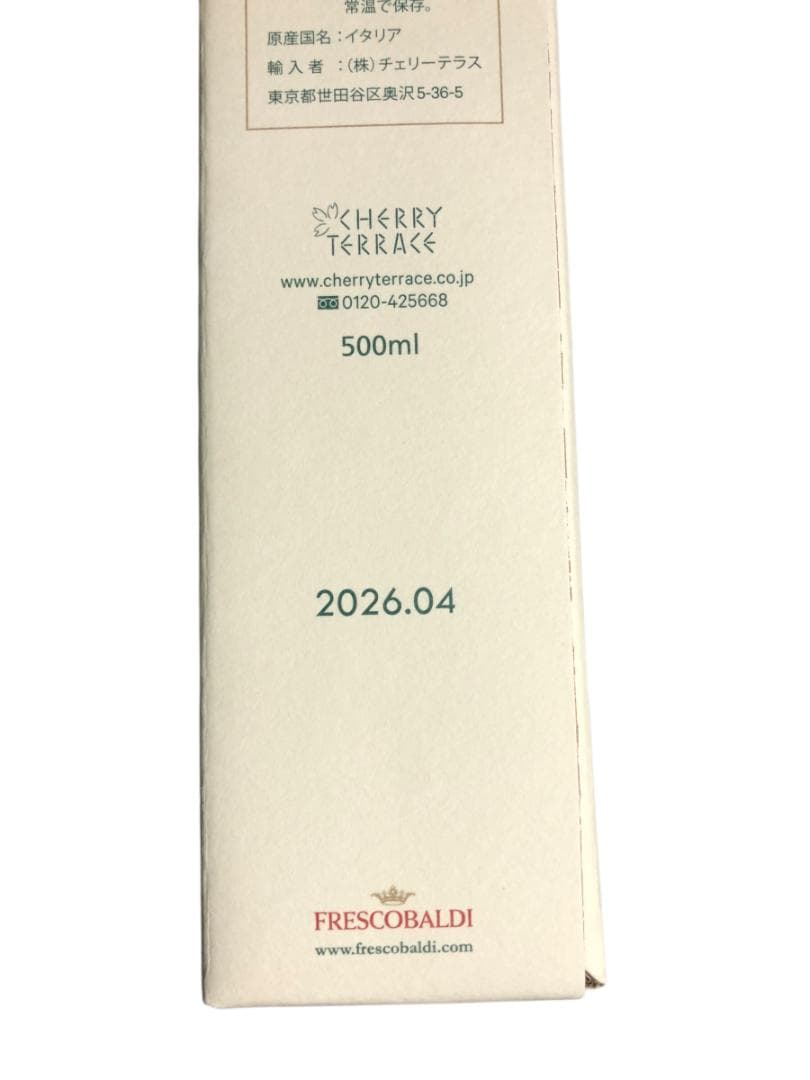 常温で保存。
原産国名：イタリア
輸入者：（株）チェリーテラス
東京都世田谷区奥沢5-36-5
CHERRY
TERRACE
www.cherryterrace.co.jp
0120-425668
500ml
2026.04
FRESCOBALDI
www.frescobaldi.com